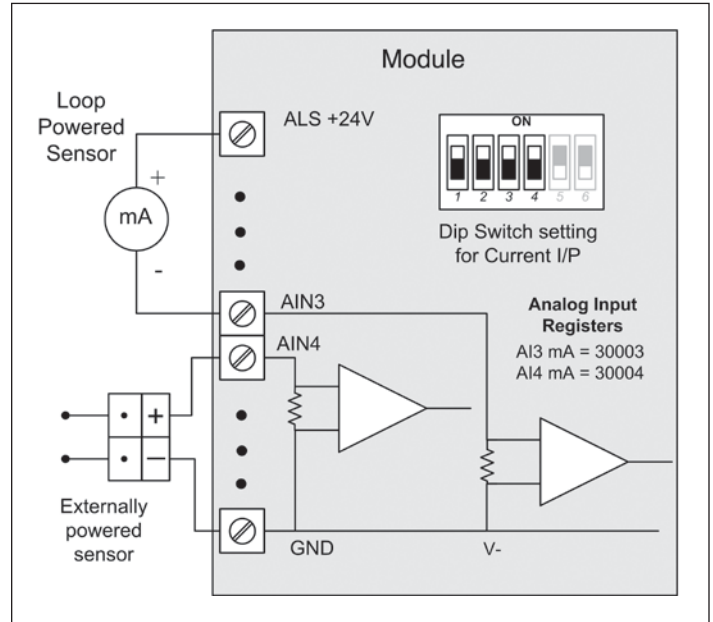 Module
Loop
Powered
Sensor
ALS +24V
ON
1 2 3 4 5 6
Dip Switch setting
for Current I/P
+
mA
-
AIN3
AIN4
Analog Input
Registers
AI3 mA = 30003
AI4 mA = 30004
+
–
Externally
powered
sensor
GND
V-